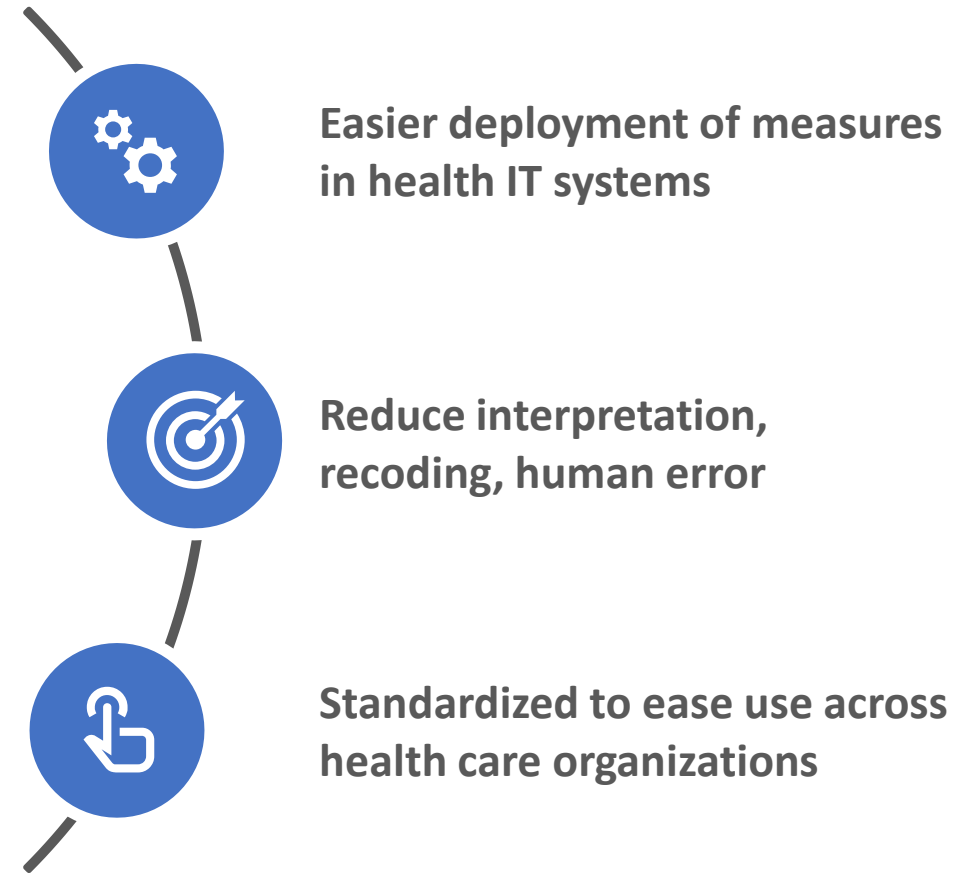 Easier deployment of measures
in health IT systems
Reduce interpretation,
recoding, human error
Standardized to ease use across
health care organizations